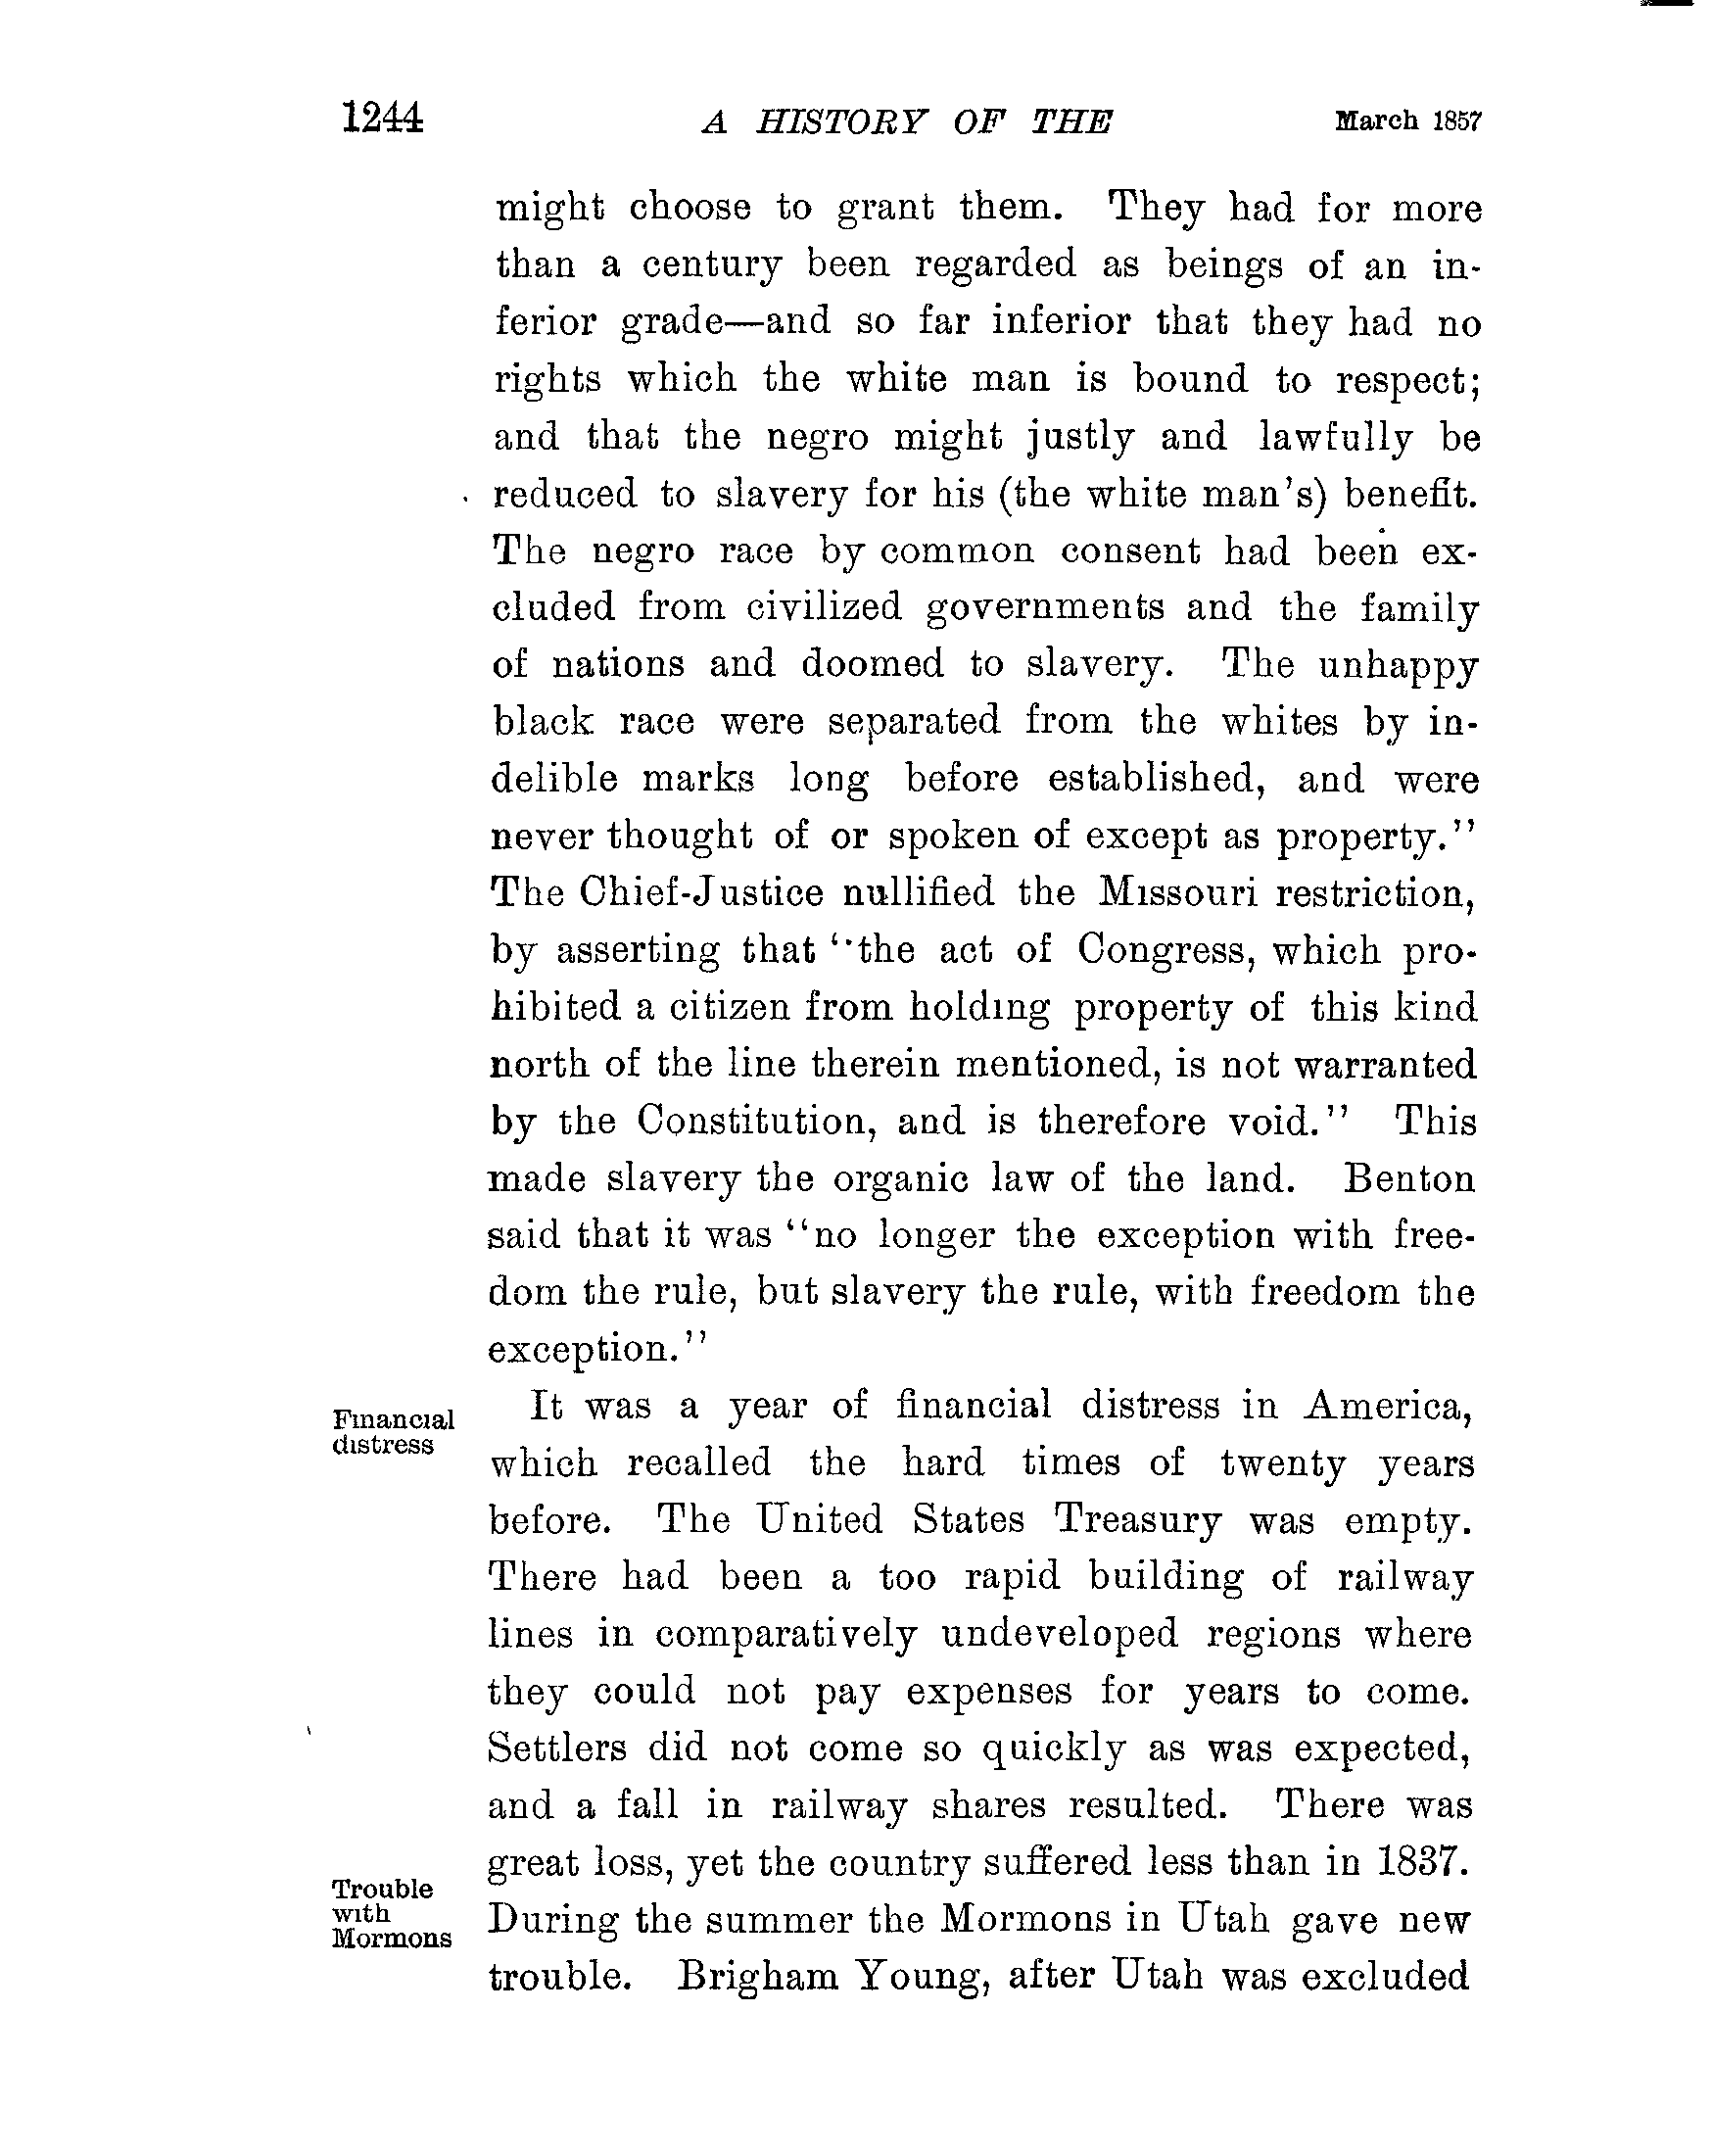 1244 A HISTORY OF THE March 1857
might choose to grant them. They had for more
than a century been regarded as beings of an in-
ferior grade—and so far inferior that they had no
rights which the white man is bound to respect;
and that the negro might justly and lawfully be
reduced to slavery for his (the white man's) benefit.
The negro race by common consent had been ex-
cluded from civilized governments and the family
of nations and doomed to slavery. The unhappy
black race were separated from the whites by in-
delible marks long before established, and were
never thought of or spoken of except as property."
The Chief-Justice nullified the Missouri restriction,
by asserting that "the act of Congress, which pro-
hibited a citizen from holding property of this kind
north of the line therein mentioned, is not warranted
by the Constitution, and is therefore void." This
made slavery the organic law of the land. Benton
said that it was "no longer the exception with free-
dom the rule, but slavery the rule, with freedom the
exception."
Financial
distress
It was a year of financial distress in America,
which recalled the hard times of twenty years
before. The United States Treasury was empty.
There had been a too rapid building of railway
lines in comparatively undeveloped regions where
they could not pay expenses for years to come.
Settlers did not come so quickly as was expected,
and a fall in railway shares resulted. There was
great loss, yet the country suffered less than in 1837.
Trouble
with
Mormons
During the summer the Mormons in Utah gave new
trouble. Brigham Young, after Utah was excluded